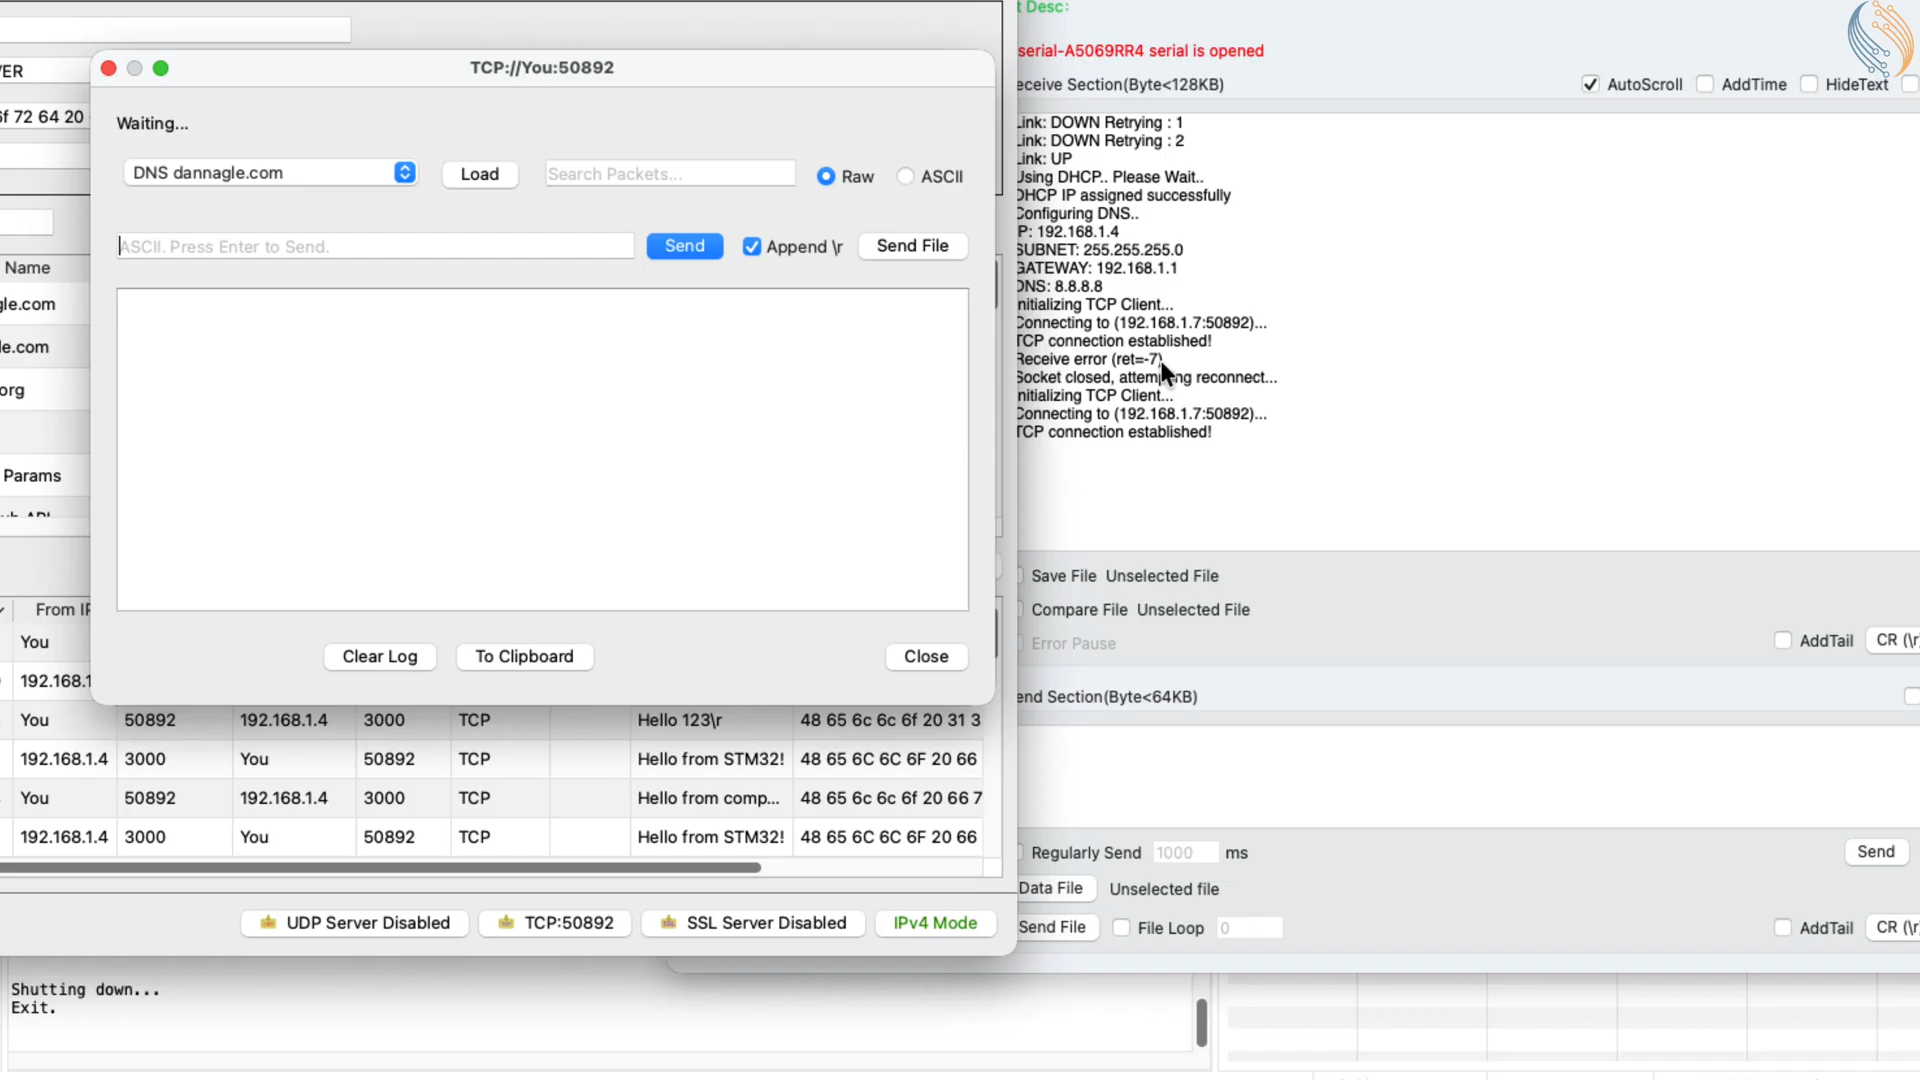 VER
6f 72 64 20
Name
gle.com
le.com
org
Params
TCP://You:50892
Waiting...
DNS dannagle.com
Load
Search Packets...
Raw
ASCII
ASCII. Press Enter to Send.
Send
Append \r
Send File
Clear Log
To Clipboard
Close
From IP
You
192.168.1
You 50892 192.168.1.4 3000 TCP Hello 123\r 48 65 6c 6c 6f 20 31 3
192.168.1.4 3000 You 50892 TCP Hello from STM32! 48 65 6C 6C 6F 20 66
You 50892 192.168.1.4 3000 TCP Hello from comp... 48 65 6c 6c 6f 20 66 7
192.168.1.4 3000 You 50892 TCP Hello from STM32! 48 65 6C 6C 6F 20 66
UDP Server Disabled
TCP:50892
SSL Server Disabled
IPv4 Mode
Shutting down...
Exit.
t Desc:
serial-A5069RR4 serial is opened
eceive Section(Byte<128KB)
AutoScroll
AddTime
HideText
Link: DOWN Retrying : 1
Link: DOWN Retrying : 2
Link: UP
Using DHCP.. Please Wait..
DHCP IP assigned successfully
Configuring DNS..
IP: 192.168.1.4
SUBNET: 255.255.255.0
GATEWAY: 192.168.1.1
DNS: 8.8.8.8
Initializing TCP Client...
Connecting to (192.168.1.7:50892)...
TCP connection established!
Receive error (ret=-7)
Socket closed, attempting reconnect...
Initializing TCP Client...
Connecting to (192.168.1.7:50892)...
TCP connection established!
Save File Unselected File
Compare File Unselected File
Error Pause
AddTail
CR (\r
end Section(Byte<64KB)
Regularly Send 1000 ms
Send
Data File Unselected file
Send File
File Loop 0
AddTail
CR (\r